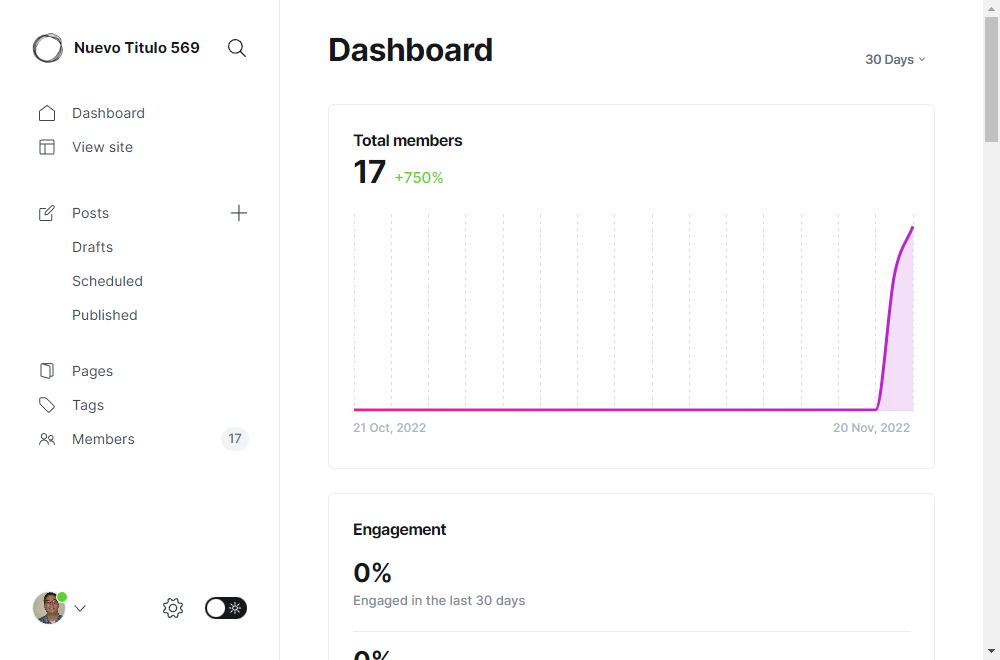 Nuevo Titulo 569
Dashboard
View site
Posts
Drafts
Scheduled
Published
Pages
Tags
Members 17
Dashboard
30 Days
Total members
17 +750%
21 Oct, 2022 20 Nov, 2022
Engagement
0%
Engaged in the last 30 days
0%